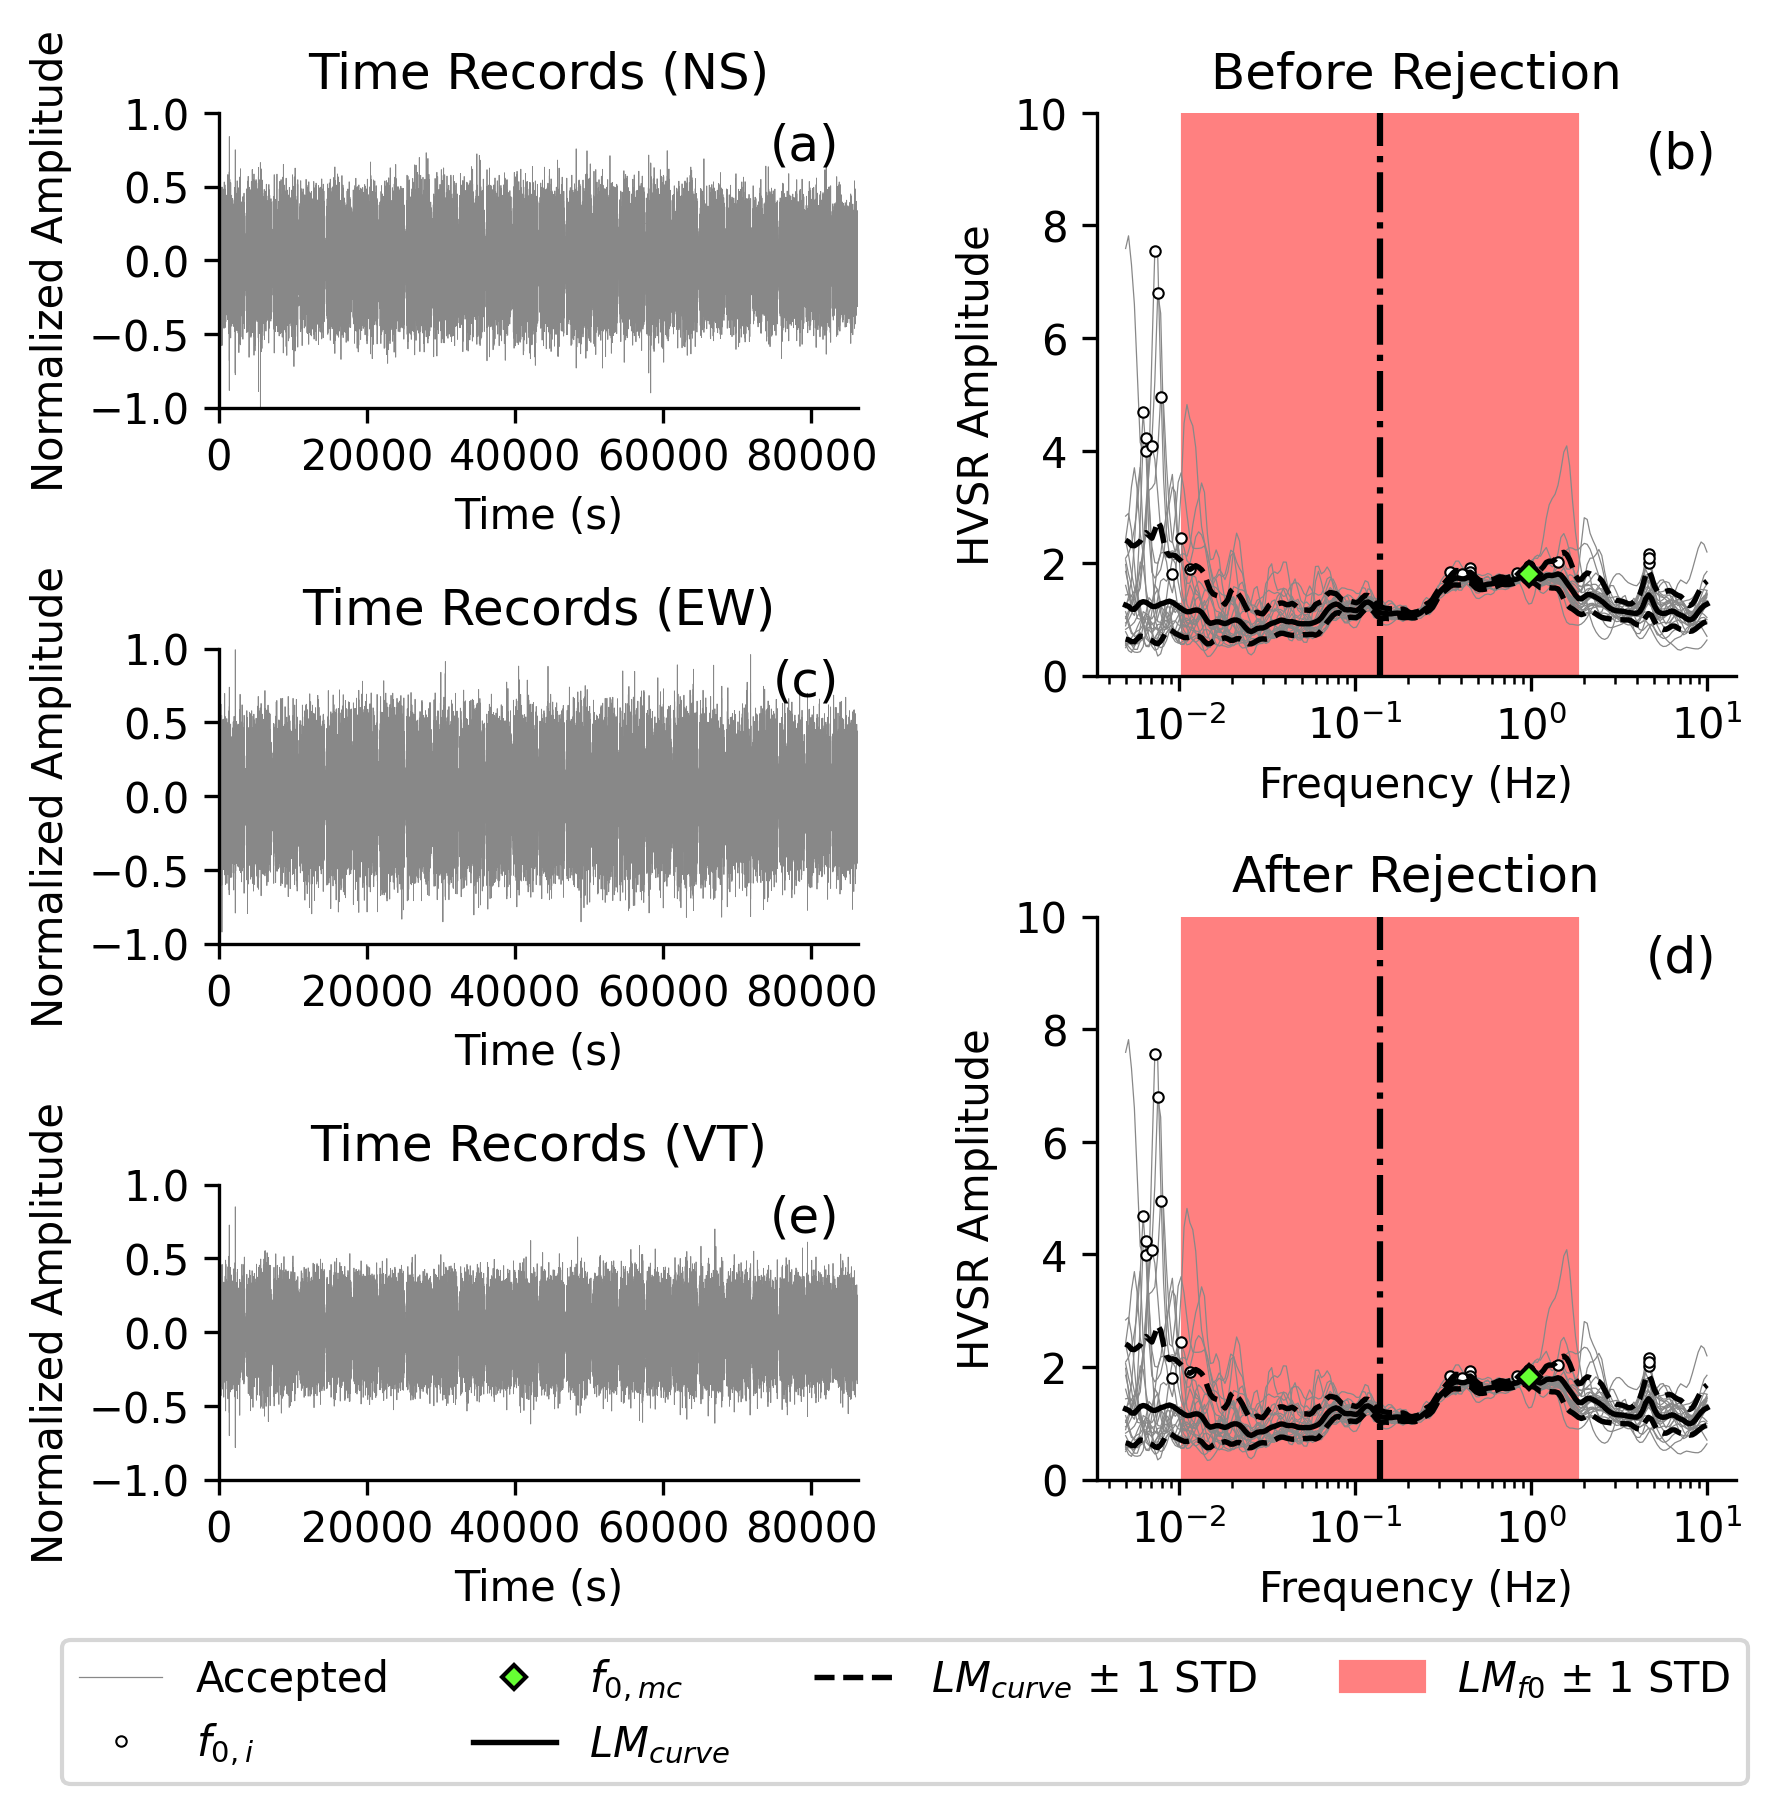 Time Records (NS)
Normalized Amplitude
1.0
0.5
0.0
−0.5
−1.0
(a)
0 20000 40000 60000 80000
Time (s)
Before Rejection
HVSR Amplitude
10
8
6
4
2
0
(b)
10⁻² 10⁻¹ 10⁰ 10¹
Frequency (Hz)
Time Records (EW)
Normalized Amplitude
1.0
0.5
0.0
−0.5
−1.0
(c)
0 20000 40000 60000 80000
Time (s)
After Rejection
HVSR Amplitude
10
8
6
4
2
0
(d)
10⁻² 10⁻¹ 10⁰ 10¹
Frequency (Hz)
Time Records (VT)
Normalized Amplitude
1.0
0.5
0.0
−0.5
−1.0
(e)
0 20000 40000 60000 80000
Time (s)
Accepted
f0,i
f0,mc
LMcurve
LMcurve ± 1 STD
LMf0 ± 1 STD